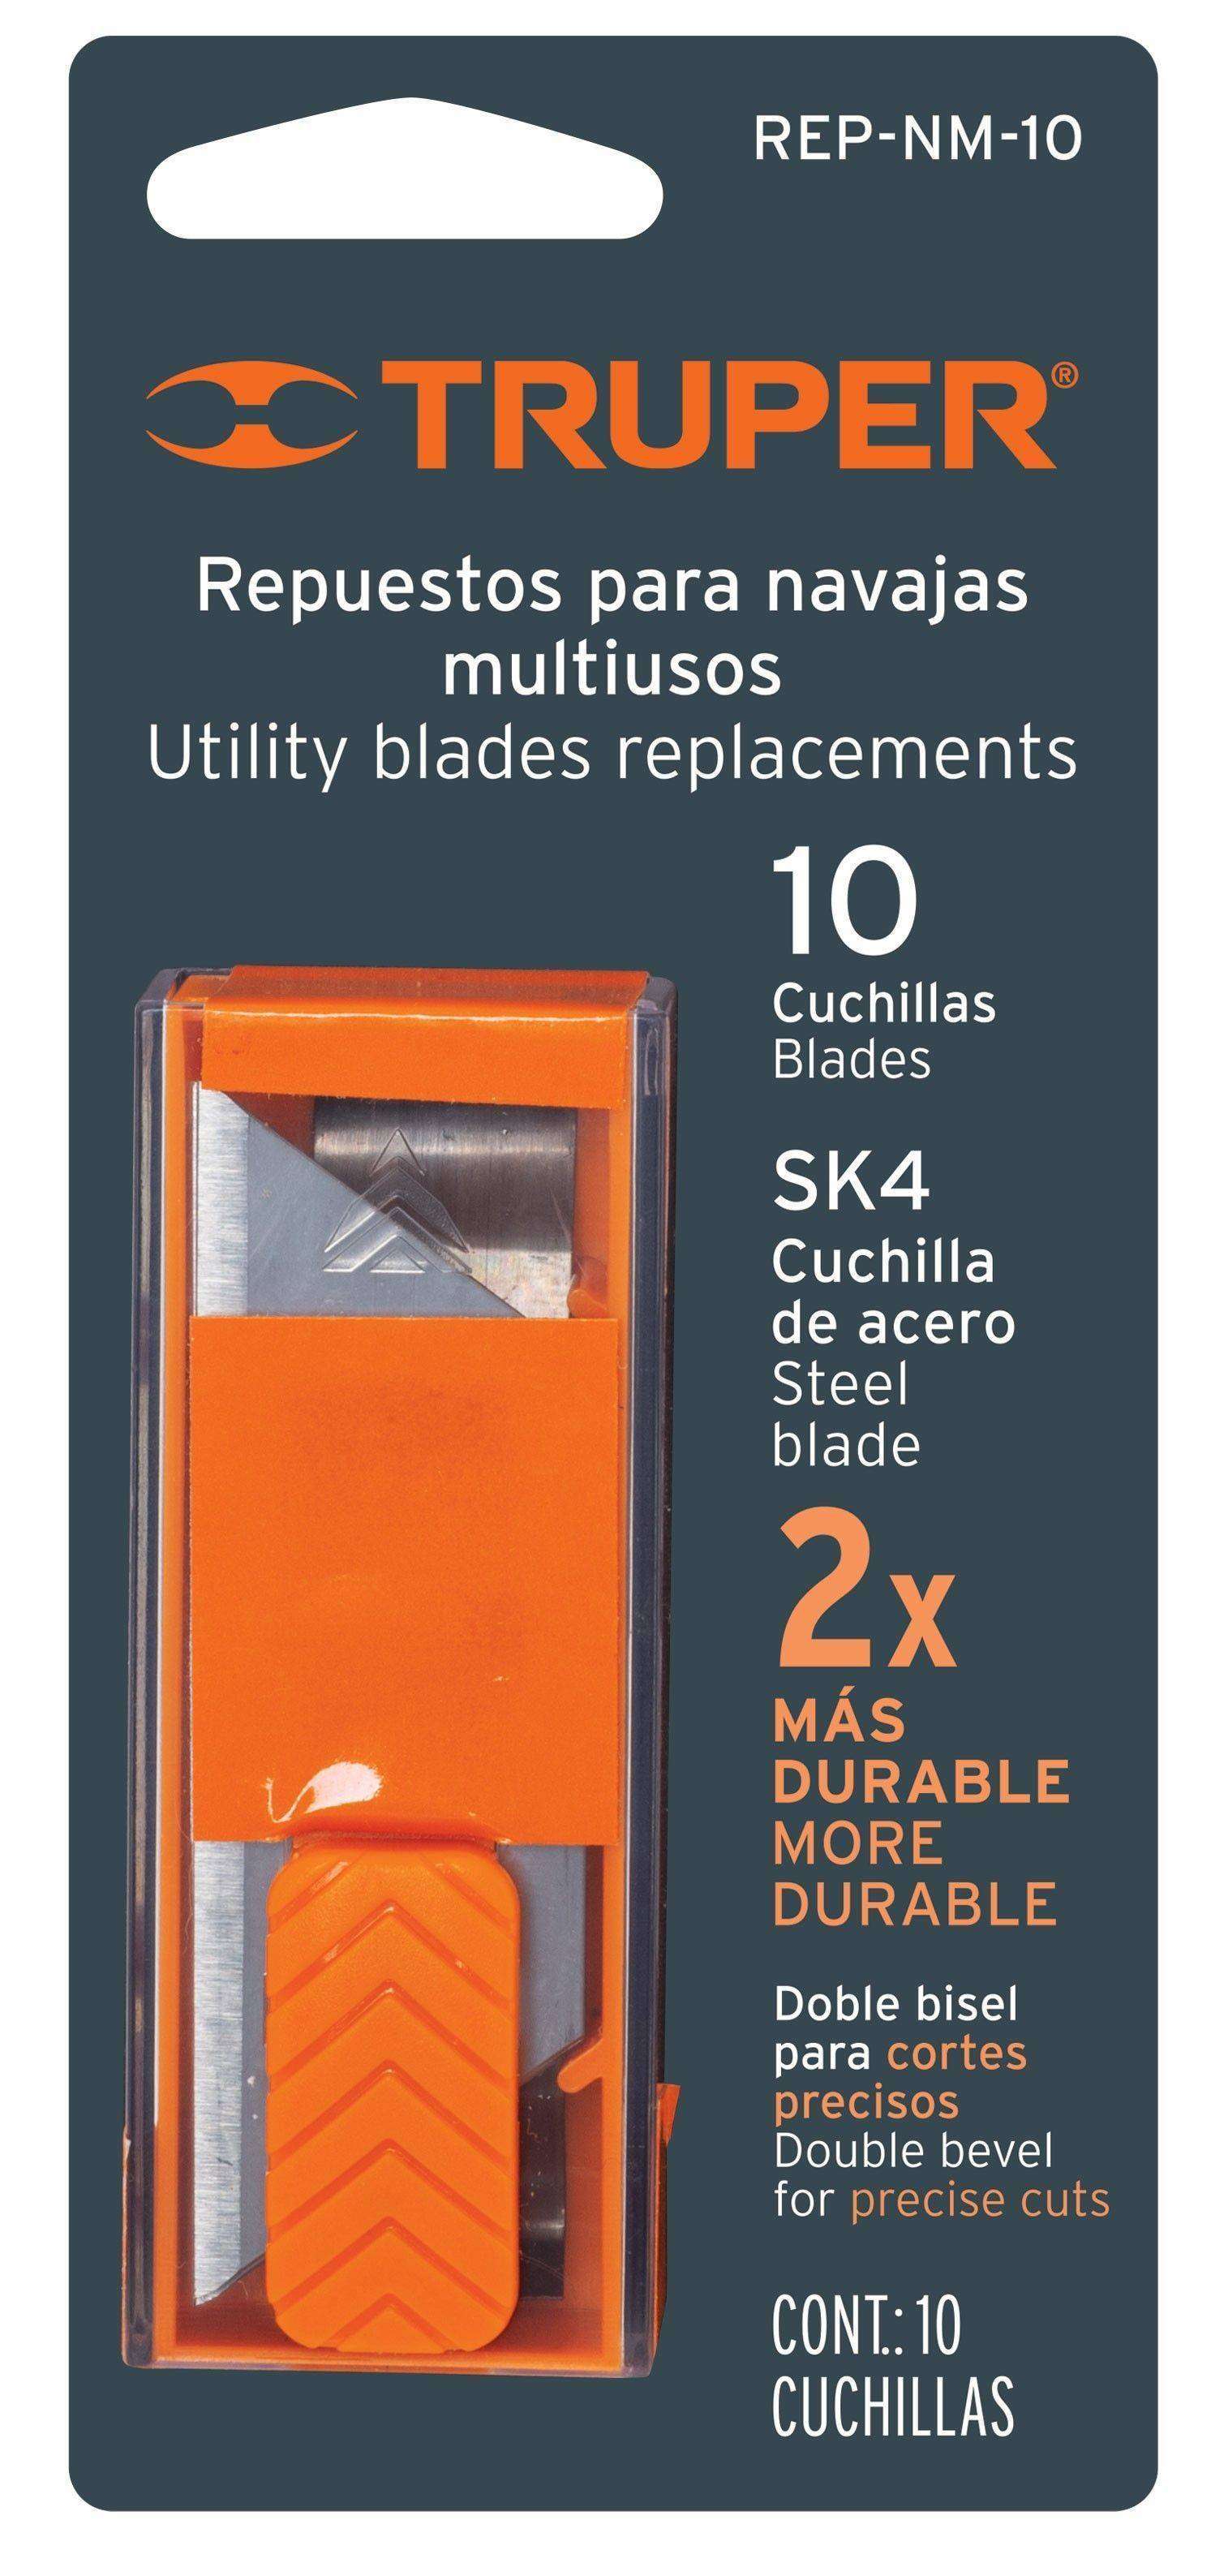 REP-NM-10
TRUPER®
Repuestos para navajas
multiusos
Utility blades replacements
10
Cuchillas
Blades
SK4
Cuchilla
de acero
Steel
blade
2x
MÁS
DURABLE
MORE
DURABLE
Doble bisel
para cortes
precisos
Double bevel
for precise cuts
CONT.: 10
CUCHILLAS